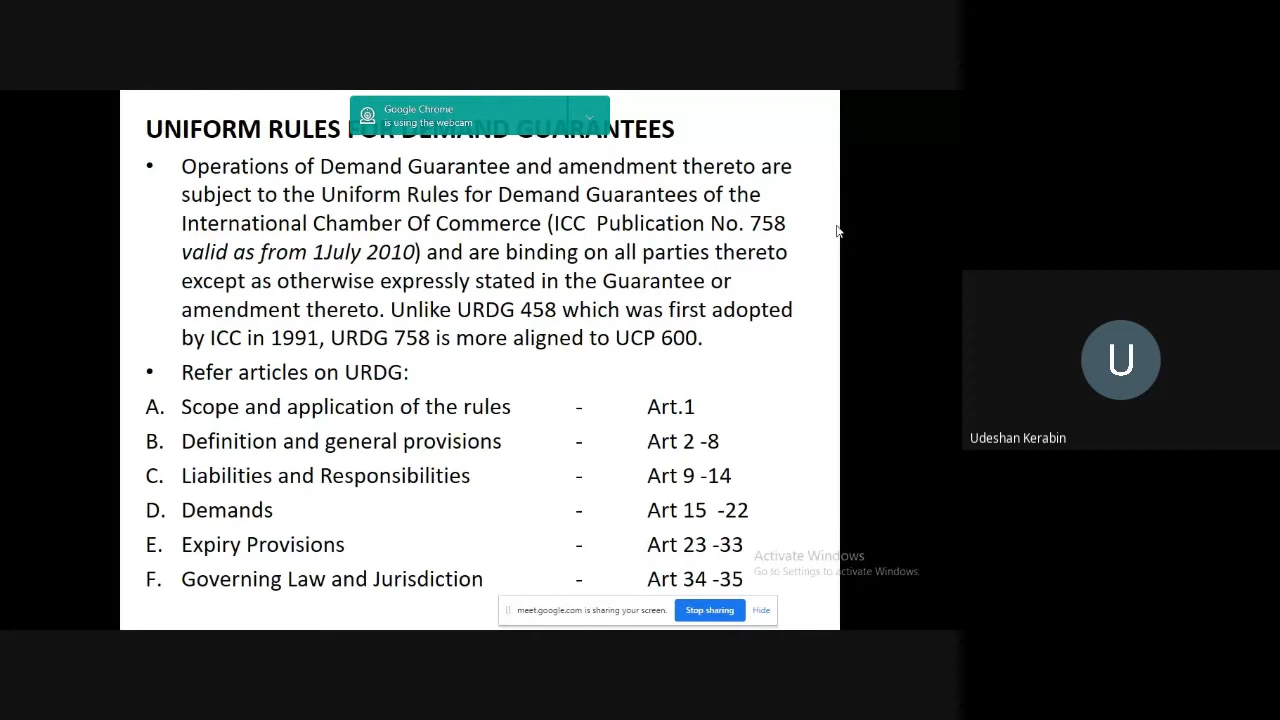 Google Chrome
is using the webcam
UNIFORM RULES FOR DEMAND GUARANTEES
• Operations of Demand Guarantee and amendment thereto are
subject to the Uniform Rules for Demand Guarantees of the
International Chamber Of Commerce (ICC Publication No. 758
valid as from 1July 2010) and are binding on all parties thereto
except as otherwise expressly stated in the Guarantee or
amendment thereto. Unlike URDG 458 which was first adopted
by ICC in 1991, URDG 758 is more aligned to UCP 600.
• Refer articles on URDG:
A. Scope and application of the rules - Art.1
B. Definition and general provisions - Art 2 -8
C. Liabilities and Responsibilities - Art 9 -14
D. Demands - Art 15 -22
E. Expiry Provisions - Art 23 -33
F. Governing Law and Jurisdiction - Art 34 -35
Activate Windows
Go to Settings to activate Windows.
meet.google.com is sharing your screen. Stop sharing Hide
U
Udeshan Kerabin